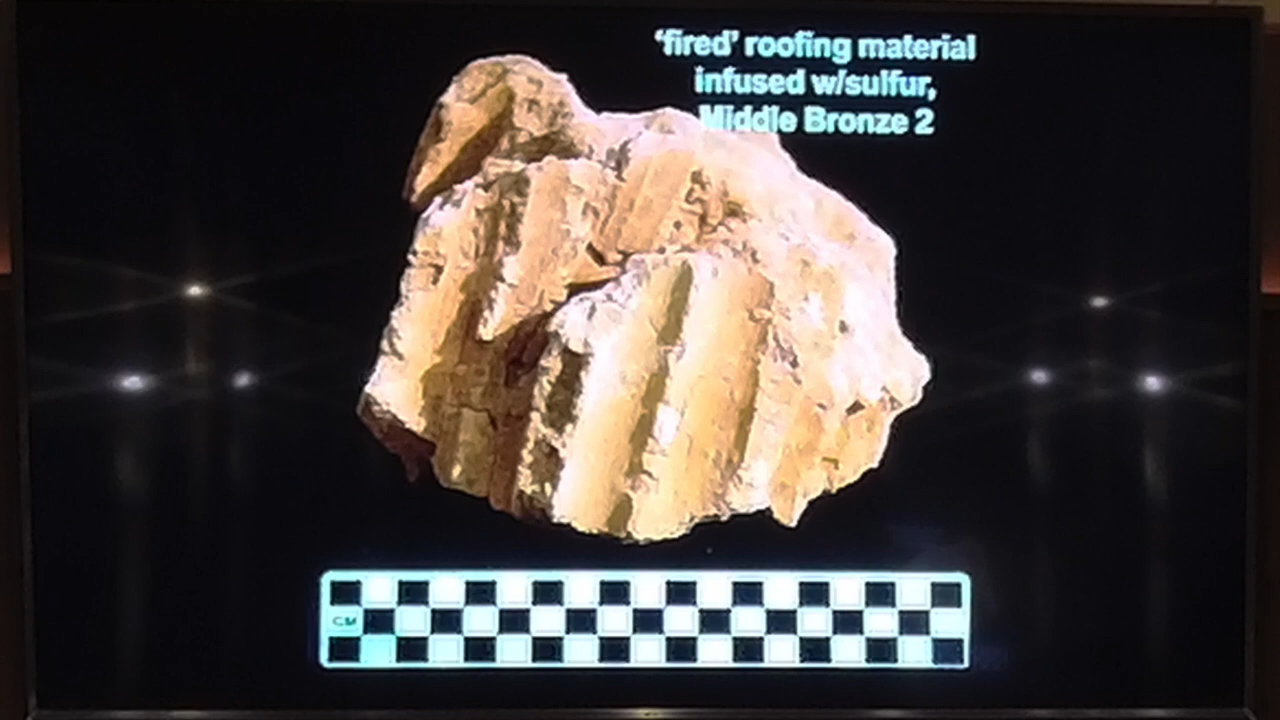 ‘fired’ roofing material
infused w/sulfur,
Middle Bronze 2
CM